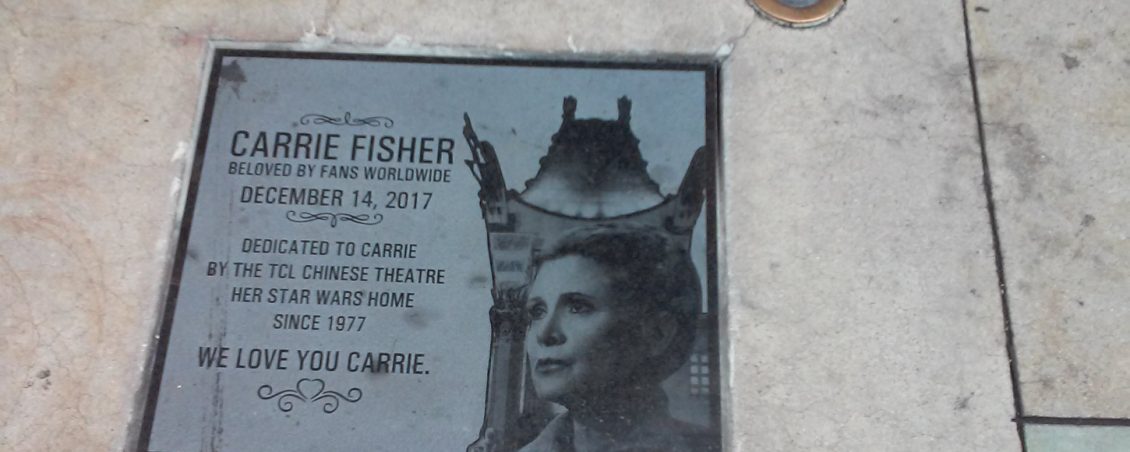 CARRIE FISHER
BELOVED BY FANS WORLDWIDE
DECEMBER 14, 2017
DEDICATED TO CARRIE
BY THE TCL CHINESE THEATRE
HER STAR WARS HOME
SINCE 1977
WE LOVE YOU CARRIE.